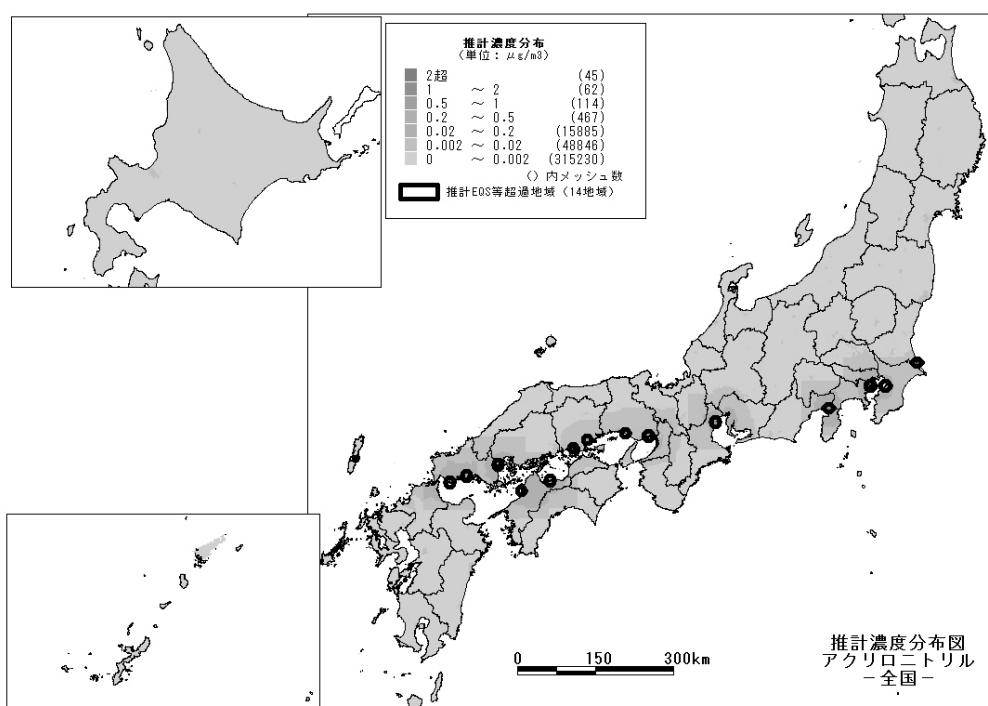 推計濃度分布
(単位: μg/m3)
2超 (45)
1 ～ 2 (62)
0.5 ～ 1 (114)
0.2 ～ 0.5 (467)
0.02 ～ 0.2 (15885)
0.002 ～ 0.02 (48846)
0 ～ 0.002 (315230)
()内メッシュ数
推計EQS等超過地域 (14地域)
0 150 300km
推計濃度分布図
アクリロニトリル
－全国－